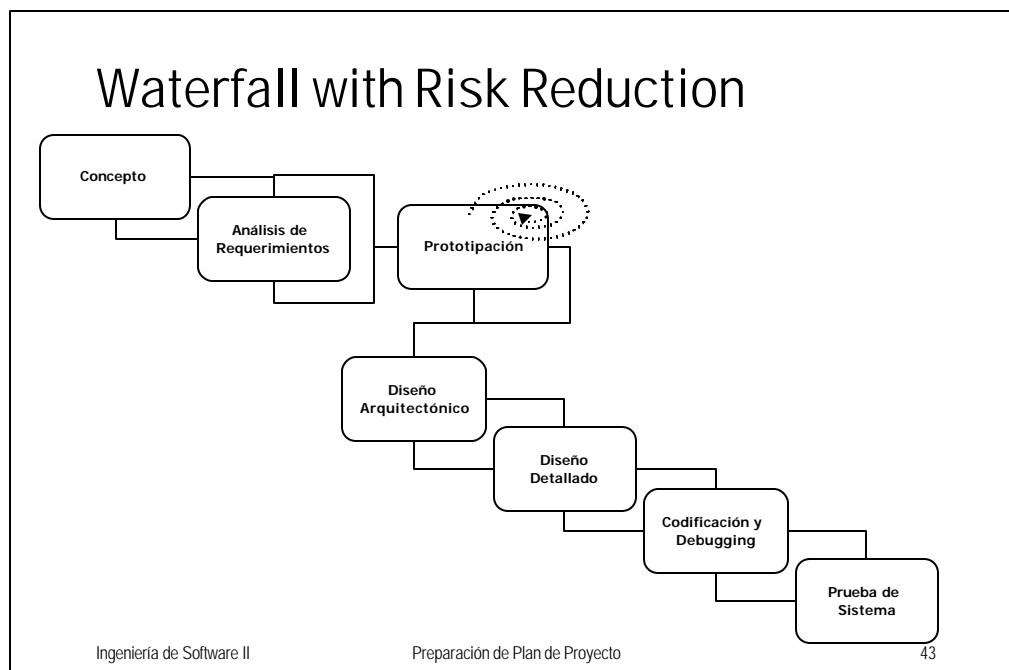 Waterfall with Risk Reduction
Concepto
Análisis de
Requerimientos
Prototipación
Diseño
Arquitectónico
Diseño
Detallado
Codificación y
Debugging
Prueba de
Sistema
Ingeniería de Software II
Preparación de Plan de Proyecto
43